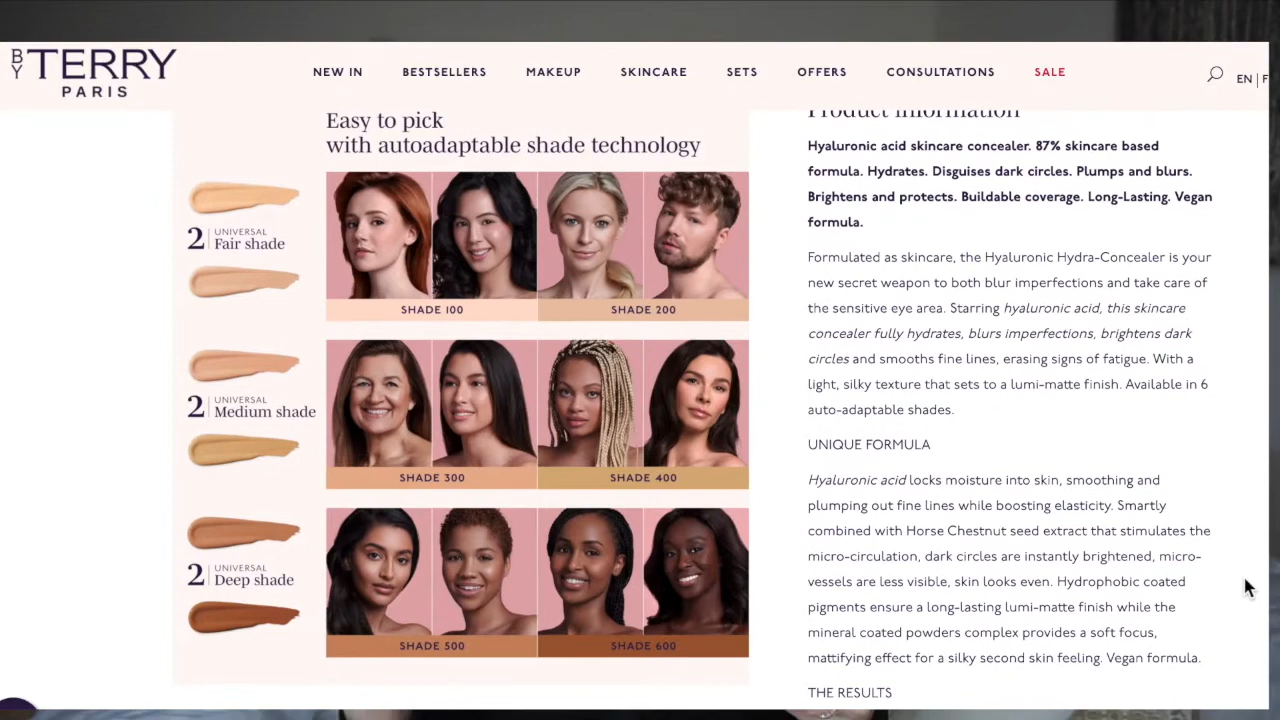 BY TERRY
PARIS
NEW IN
BESTSELLERS
MAKEUP
SKINCARE
SETS
OFFERS
CONSULTATIONS
SALE
EN | F
Easy to pick
with autoadaptable shade technology
2 UNIVERSAL
Fair shade
SHADE 100
SHADE 200
2 UNIVERSAL
Medium shade
SHADE 300
SHADE 400
2 UNIVERSAL
Deep shade
SHADE 500
SHADE 600
Product information
Hyaluronic acid skincare concealer. 87% skincare based
formula. Hydrates. Disguises dark circles. Plumps and blurs.
Brightens and protects. Buildable coverage. Long-Lasting. Vegan
formula.
Formulated as skincare, the Hyaluronic Hydra-Concealer is your
new secret weapon to both blur imperfections and take care of
the sensitive eye area. Starring hyaluronic acid, this skincare
concealer fully hydrates, blurs imperfections, brightens dark
circles and smooths fine lines, erasing signs of fatigue. With a
light, silky texture that sets to a lumi-matte finish. Available in 6
auto-adaptable shades.
UNIQUE FORMULA
Hyaluronic acid locks moisture into skin, smoothing and
plumping out fine lines while boosting elasticity. Smartly
combined with Horse Chestnut seed extract that stimulates the
micro-circulation, dark circles are instantly brightened, micro-
vessels are less visible, skin looks even. Hydrophobic coated
pigments ensure a long-lasting lumi-matte finish while the
mineral coated powders complex provides a soft focus,
mattifying effect for a silky second skin feeling. Vegan formula.
THE RESULTS